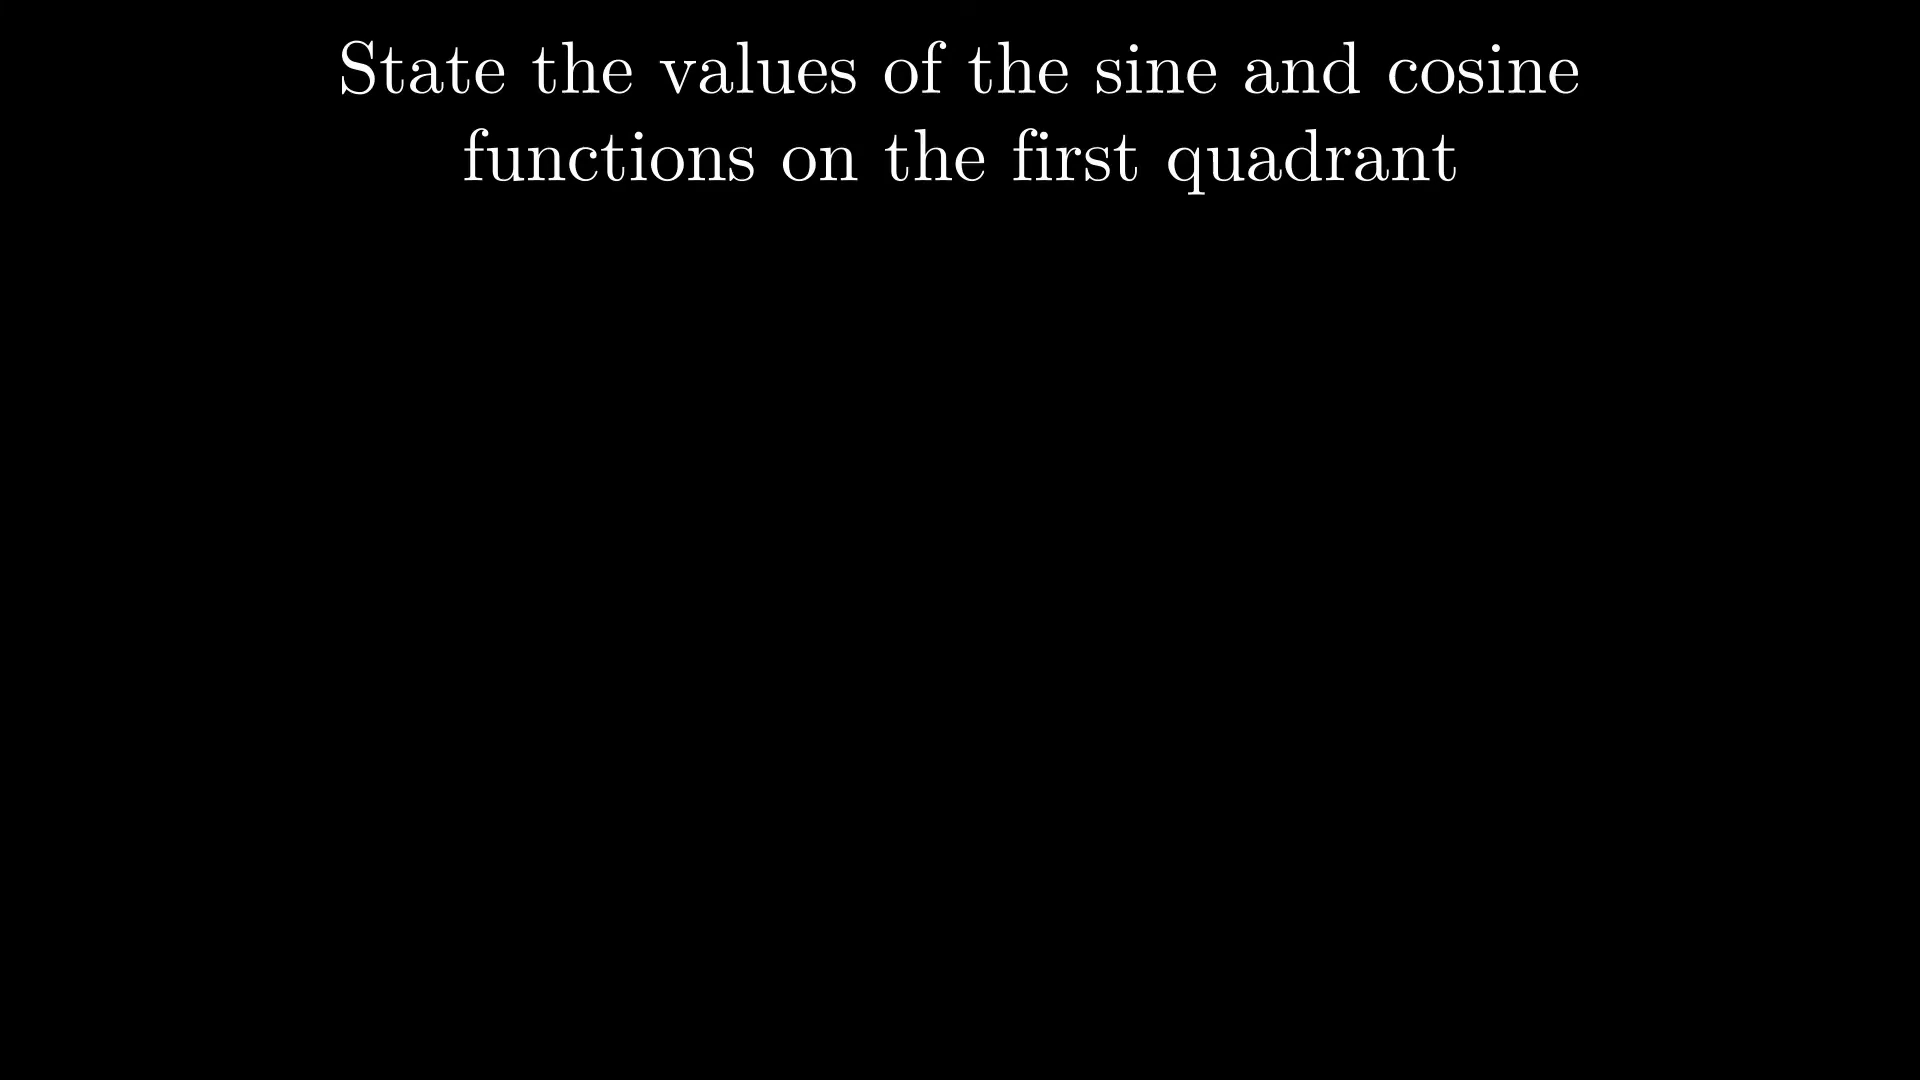 State the values of the sine and cosine
functions on the first quadrant